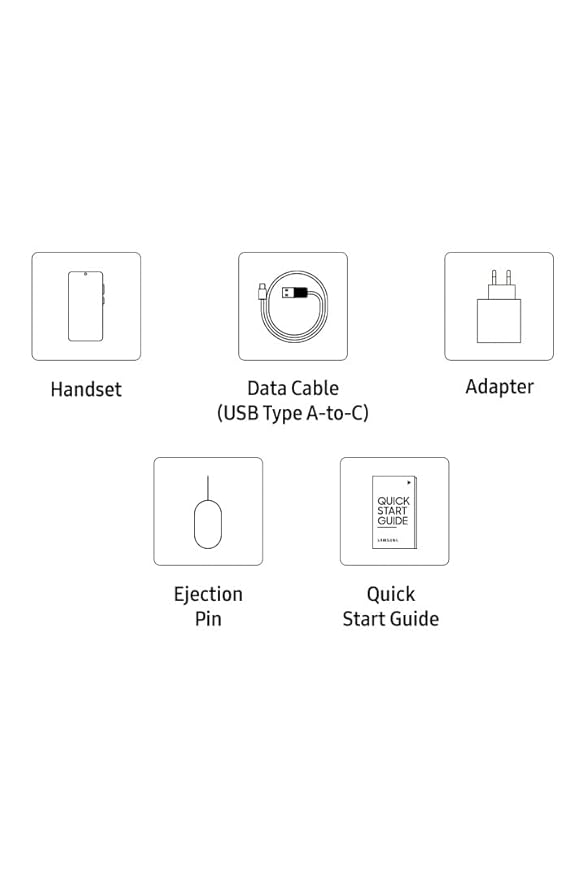 Handset
Data Cable
(USB Type A-to-C)
Adapter
QUICK
START
GUIDE
SAMSUNG
Ejection
Pin
Quick
Start Guide